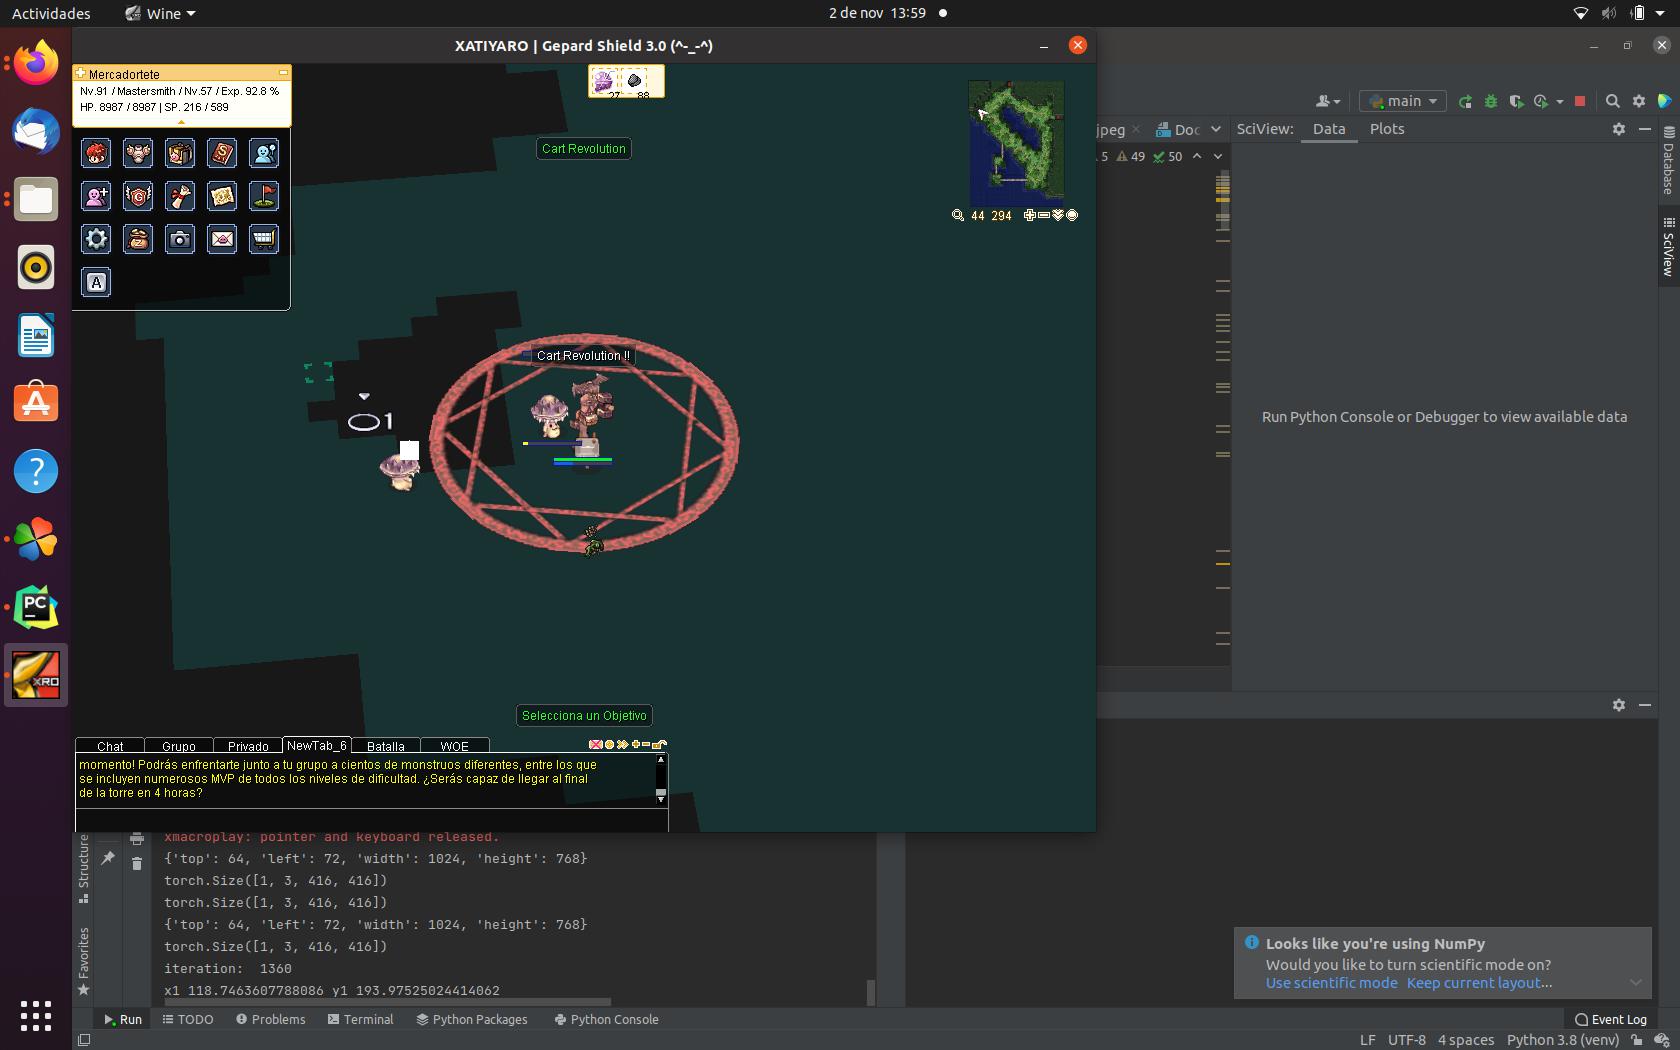 Actividades
Wine
2 de nov 13:59
XATIYARO | Gepard Shield 3.0 (^-_-^)
Mercadortete
Nv.91 / Mastersmith / Nv.57 / Exp. 92.8 %
HP. 8987 / 8987 | SP. 216 / 589
27 88
Cart Revolution
44 294
S
G
Z
A
Cart Revolution !!
1
Selecciona un Objetivo
Chat Grupo Privado NewTab_6 Batalla WOE
momento! Podrás enfrentarte junto a tu grupo a cientos de monstruos diferentes, entre los que
se incluyen numerosos MVP de todos los niveles de dificultad. ¿Serás capaz de llegar al final
de la torre en 4 horas?
main
jpeg Doc
SciView: Data Plots
5 49 50
Database
SciView
Run Python Console or Debugger to view available data
PC
XRO
xmacroplay: pointer and keyboard released.
{'top': 64, 'left': 72, 'width': 1024, 'height': 768}
torch.Size([1, 3, 416, 416])
torch.Size([1, 3, 416, 416])
{'top': 64, 'left': 72, 'width': 1024, 'height': 768}
torch.Size([1, 3, 416, 416])
iteration: 1360
x1 118.7463607788086 y1 193.97525024414062
Structure
Favorites
Looks like you're using NumPy
Would you like to turn scientific mode on?
Use scientific mode Keep current layout...
Run TODO Problems Terminal Python Packages Python Console Event Log
LF UTF-8 4 spaces Python 3.8 (venv)